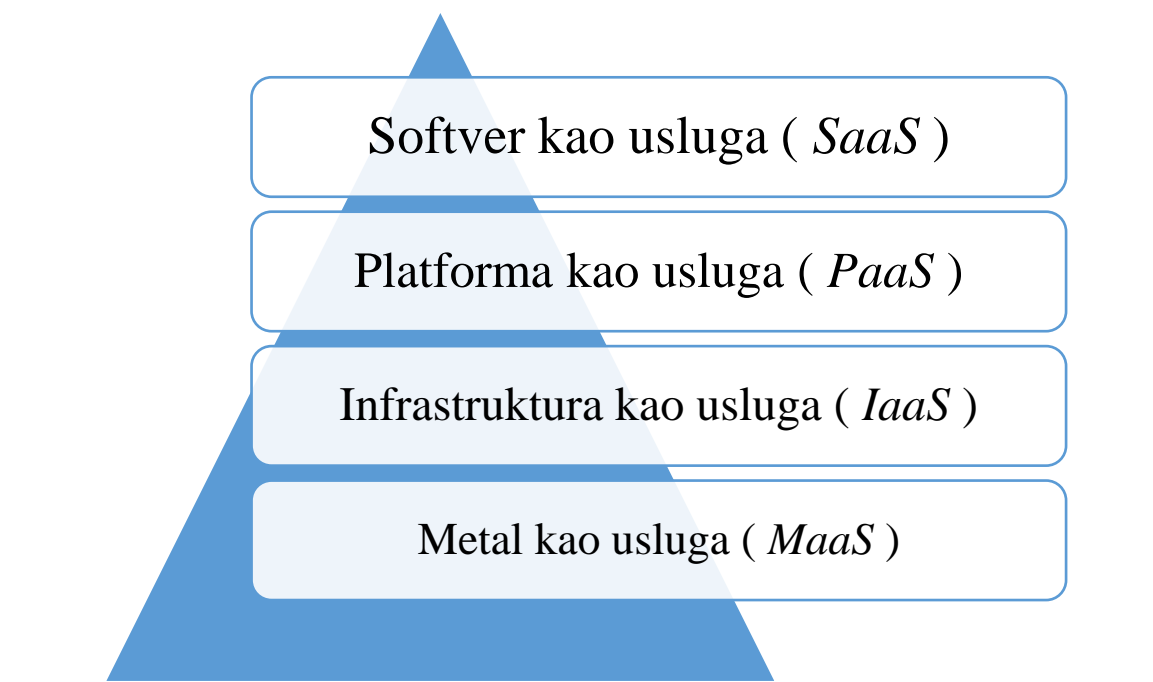 Softver kao usluga ( SaaS )
Platforma kao usluga ( PaaS )
Infrastruktura kao usluga ( IaaS )
Metal kao usluga ( MaaS )